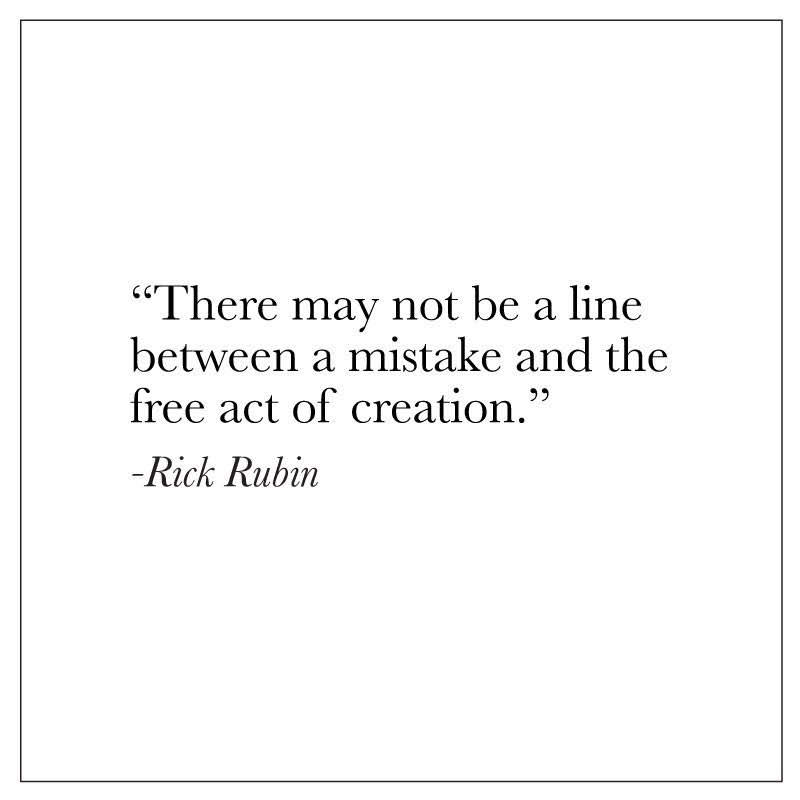 “There may not be a line
between a mistake and the
free act of creation.”
-Rick Rubin